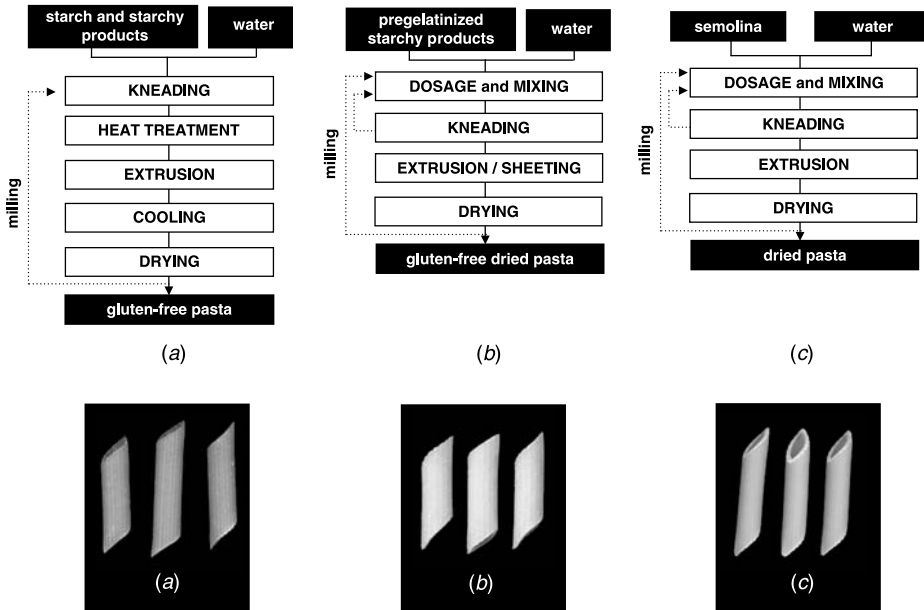 starch and starchy
products
water
KNEADING
HEAT TREATMENT
EXTRUSION
COOLING
DRYING
milling
gluten-free pasta
(a)
pregelatinized
starchy products
water
DOSAGE and MIXING
KNEADING
EXTRUSION / SHEETING
DRYING
milling
gluten-free dried pasta
(b)
semolina
water
DOSAGE and MIXING
KNEADING
EXTRUSION
DRYING
milling
dried pasta
(c)
(a)
(b)
(c)